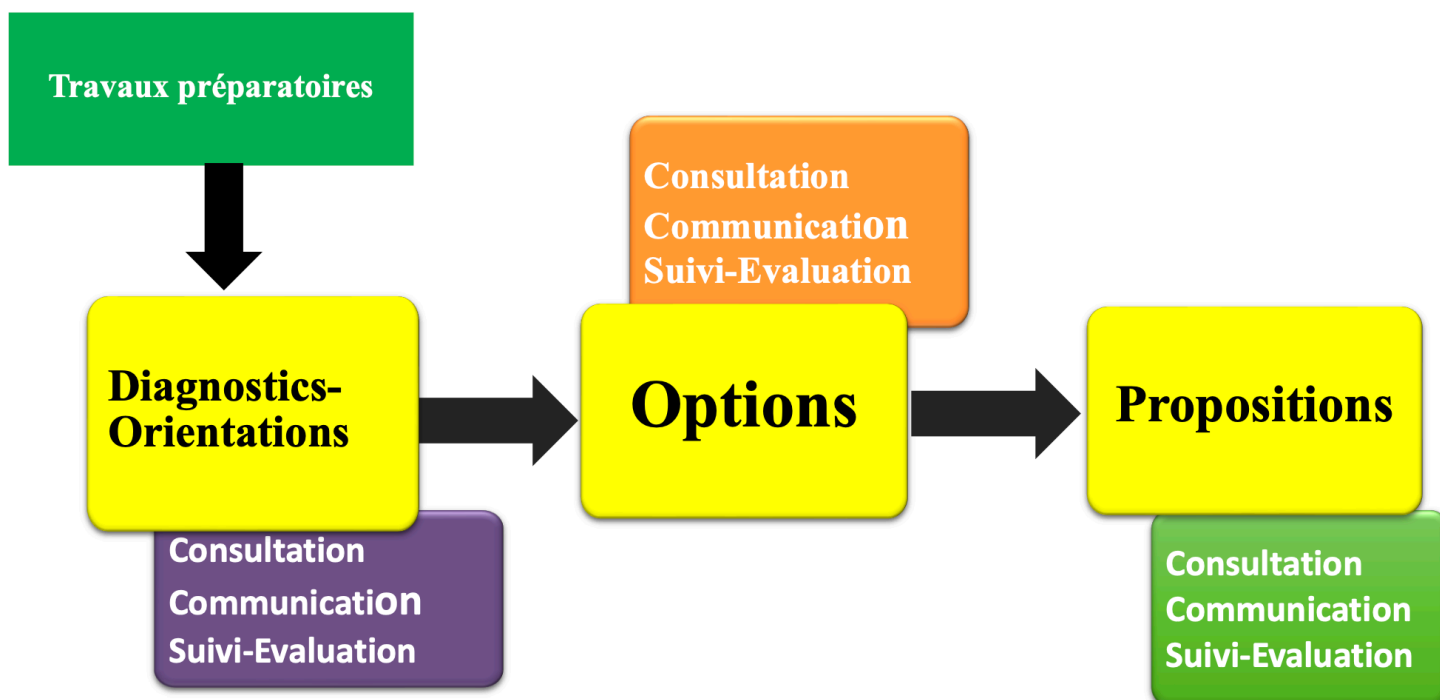 Travaux préparatoires
Consultation
Communication
Suivi-Evaluation
Diagnostics-
Orientations
Options
Propositions
Consultation
Communication
Suivi-Evaluation
Consultation
Communication
Suivi-Evaluation